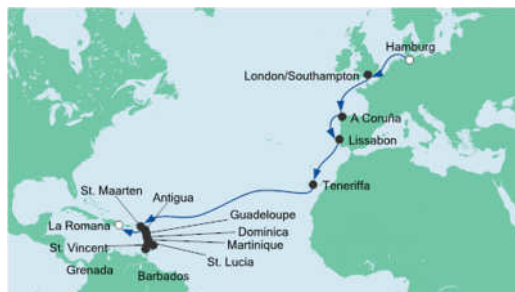 Hamburg
London/Southampton
A Coruña
Lissabon
Teneriffa
St. Maarten
Antigua
Guadeloupe
La Romana
Dominica
St. Vincent
Martinique
St. Lucia
Grenada
Barbados